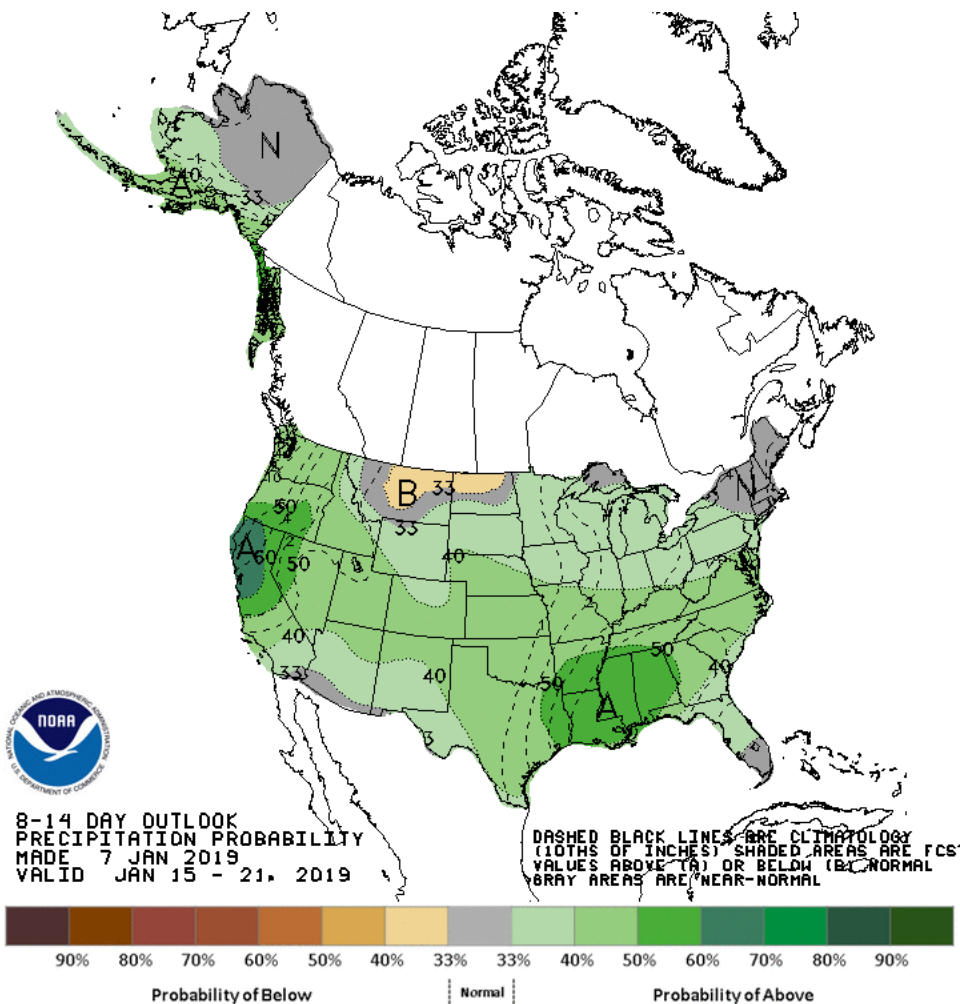 N
40
A
33
B
33
N
50
33
A
60
50
40
40
33
40
50
50
40
A
NATIONAL OCEANIC AND ATMOSPHERIC ADMINISTRATION
NOAA
U.S. DEPARTMENT OF COMMERCE
8-14 DAY OUTLOOK
PRECIPITATION PROBABILITY
MADE 7 JAN 2019
VALID JAN 15 - 21, 2019
DASHED BLACK LINES ARE CLIMATOLOGY
(10THS OF INCHES) SHADED AREAS ARE FCST
VALUES ABOVE (A) OR BELOW (B) NORMAL
GRAY AREAS ARE NEAR-NORMAL
90% 80% 70% 60% 50% 40% 33% 33% 40% 50% 60% 70% 80% 90%
Probability of Below Normal Probability of Above